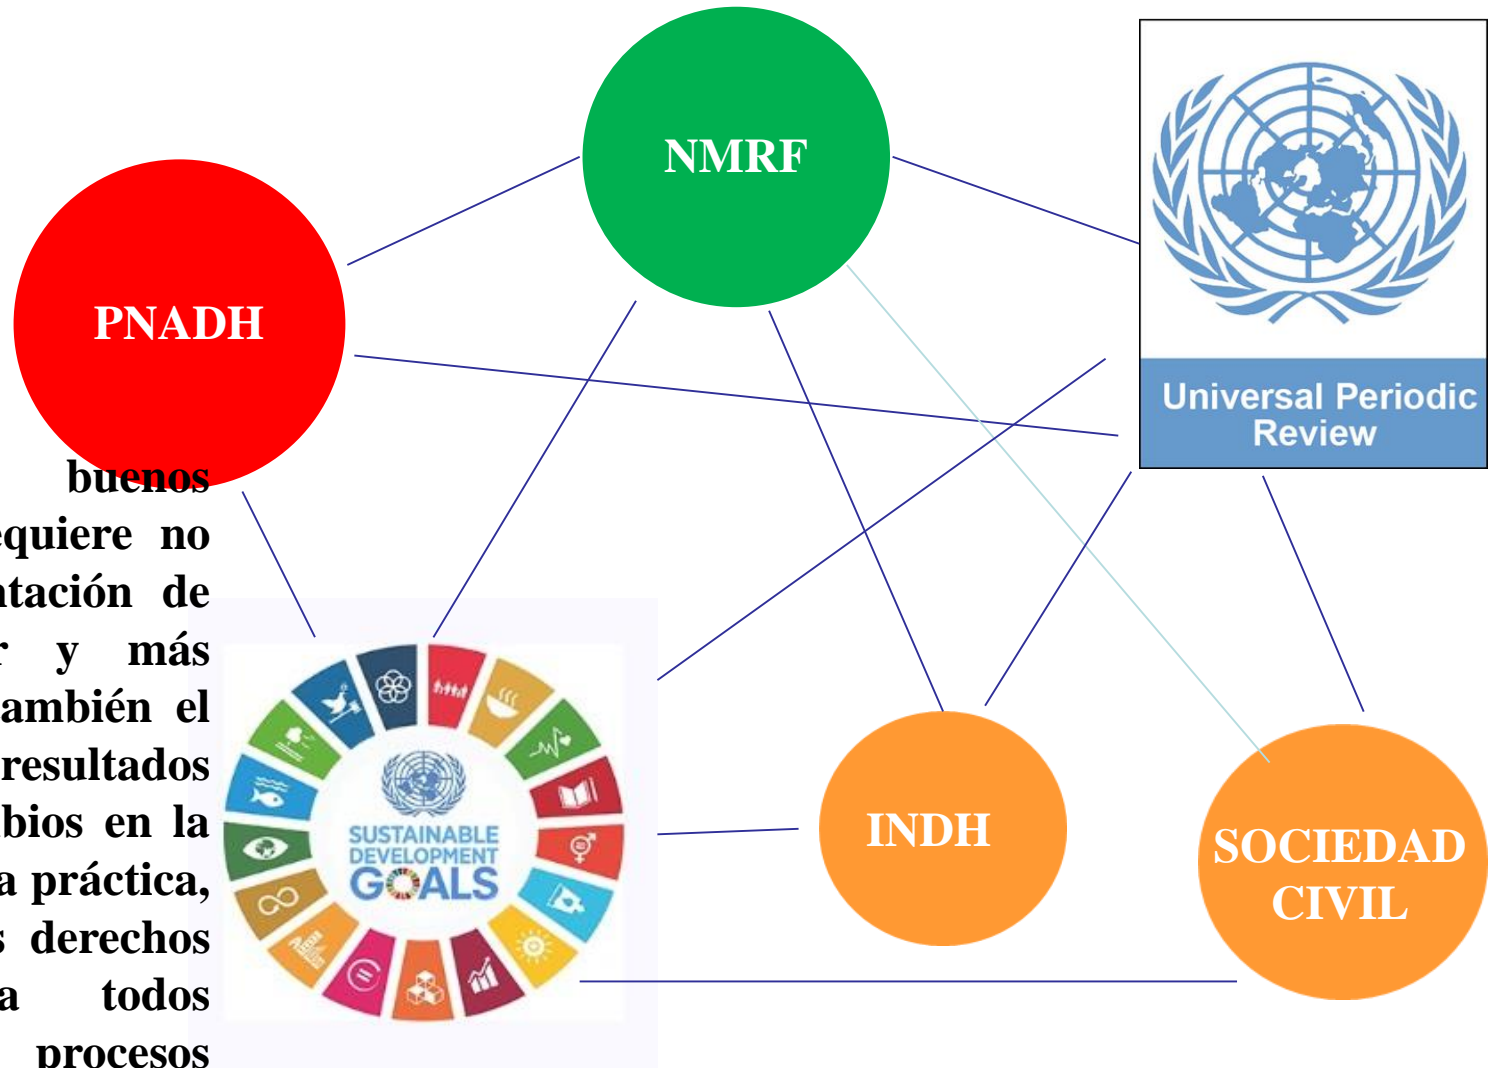 NMRF
PNADH
Universal Periodic
Review
buenos
equiere no
ntación de
r y más
ambién el
resultados
bios en la
a práctica,
s derechos
a todos
procesos
SUSTAINABLE
DEVELOPMENT
GOALS
INDH
SOCIEDAD
CIVIL